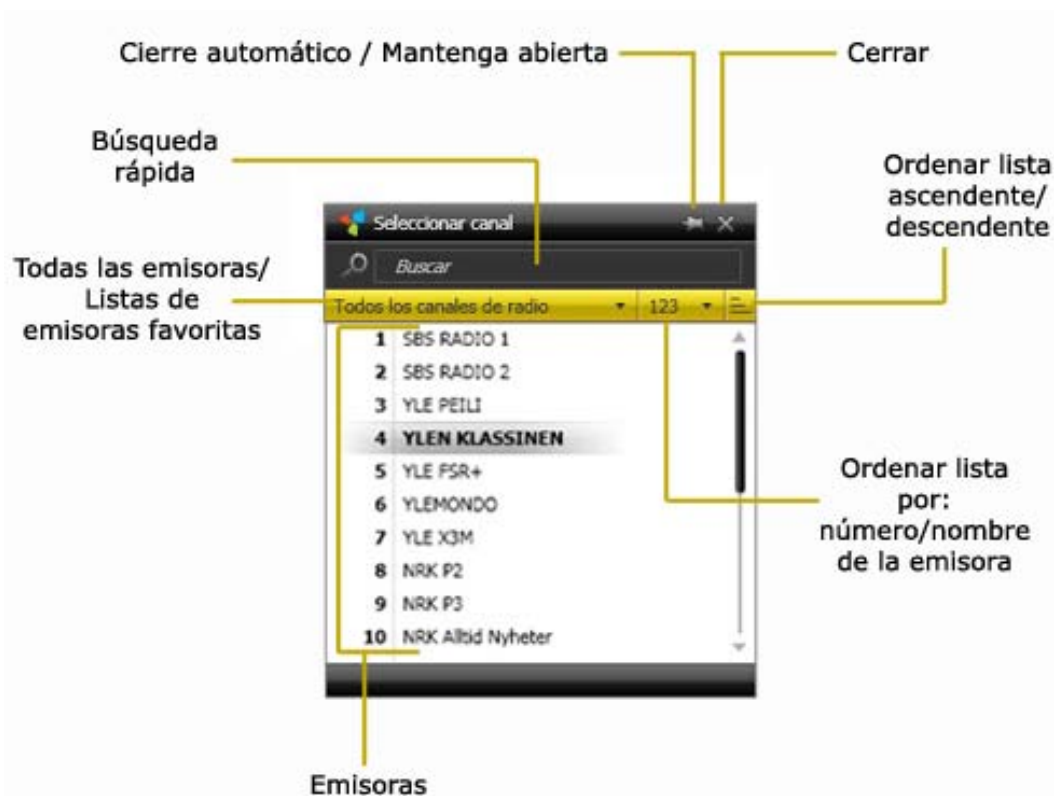 Cierre automático / Mantenga abierta
Cerrar
Búsqueda
rápida
Ordenar lista
ascendente/
descendente
Todas las emisoras/
Listas de
emisoras favoritas
Seleccionar canal
Buscar
Todos los canales de radio
123
1 SBS RADIO 1
2 SBS RADIO 2
3 YLE PEILI
4 YLEN KLASSINEN
5 YLE FSR+
6 YLEMONDO
7 YLE X3M
8 NRK P2
9 NRK P3
10 NRK Alltid Nyheter
Ordenar lista
por:
número/nombre
de la emisora
Emisoras